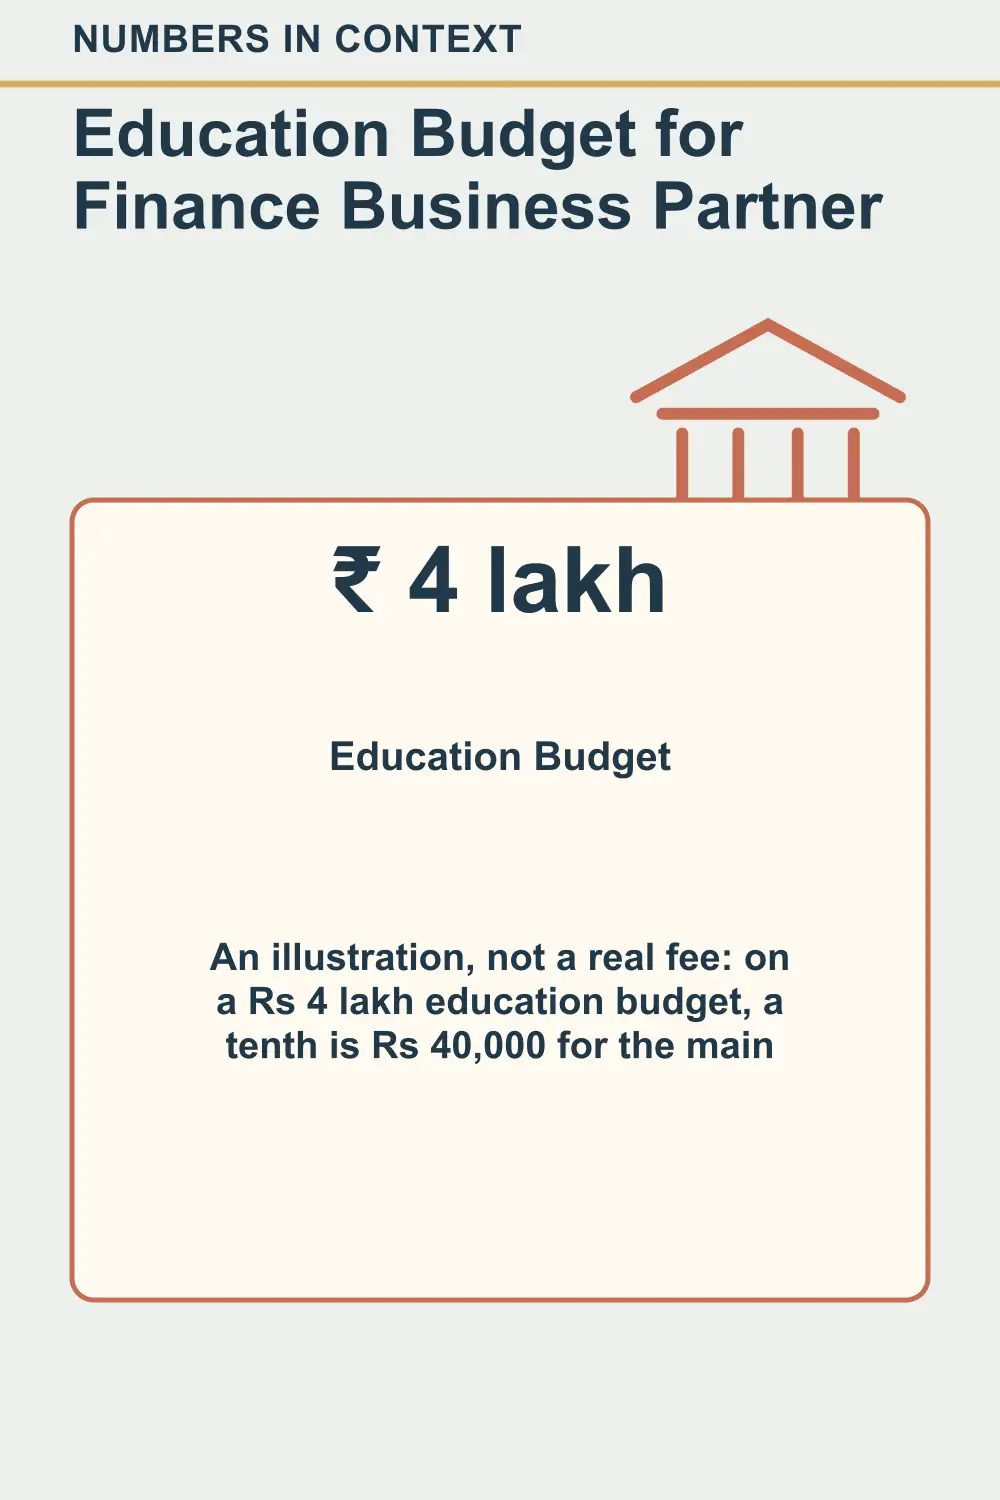 NUMBERS IN CONTEXT
Education Budget for
Finance Business Partner
₹ 4 lakh
Education Budget
An illustration, not a real fee: on
a Rs 4 lakh education budget, a
tenth is Rs 40,000 for the main